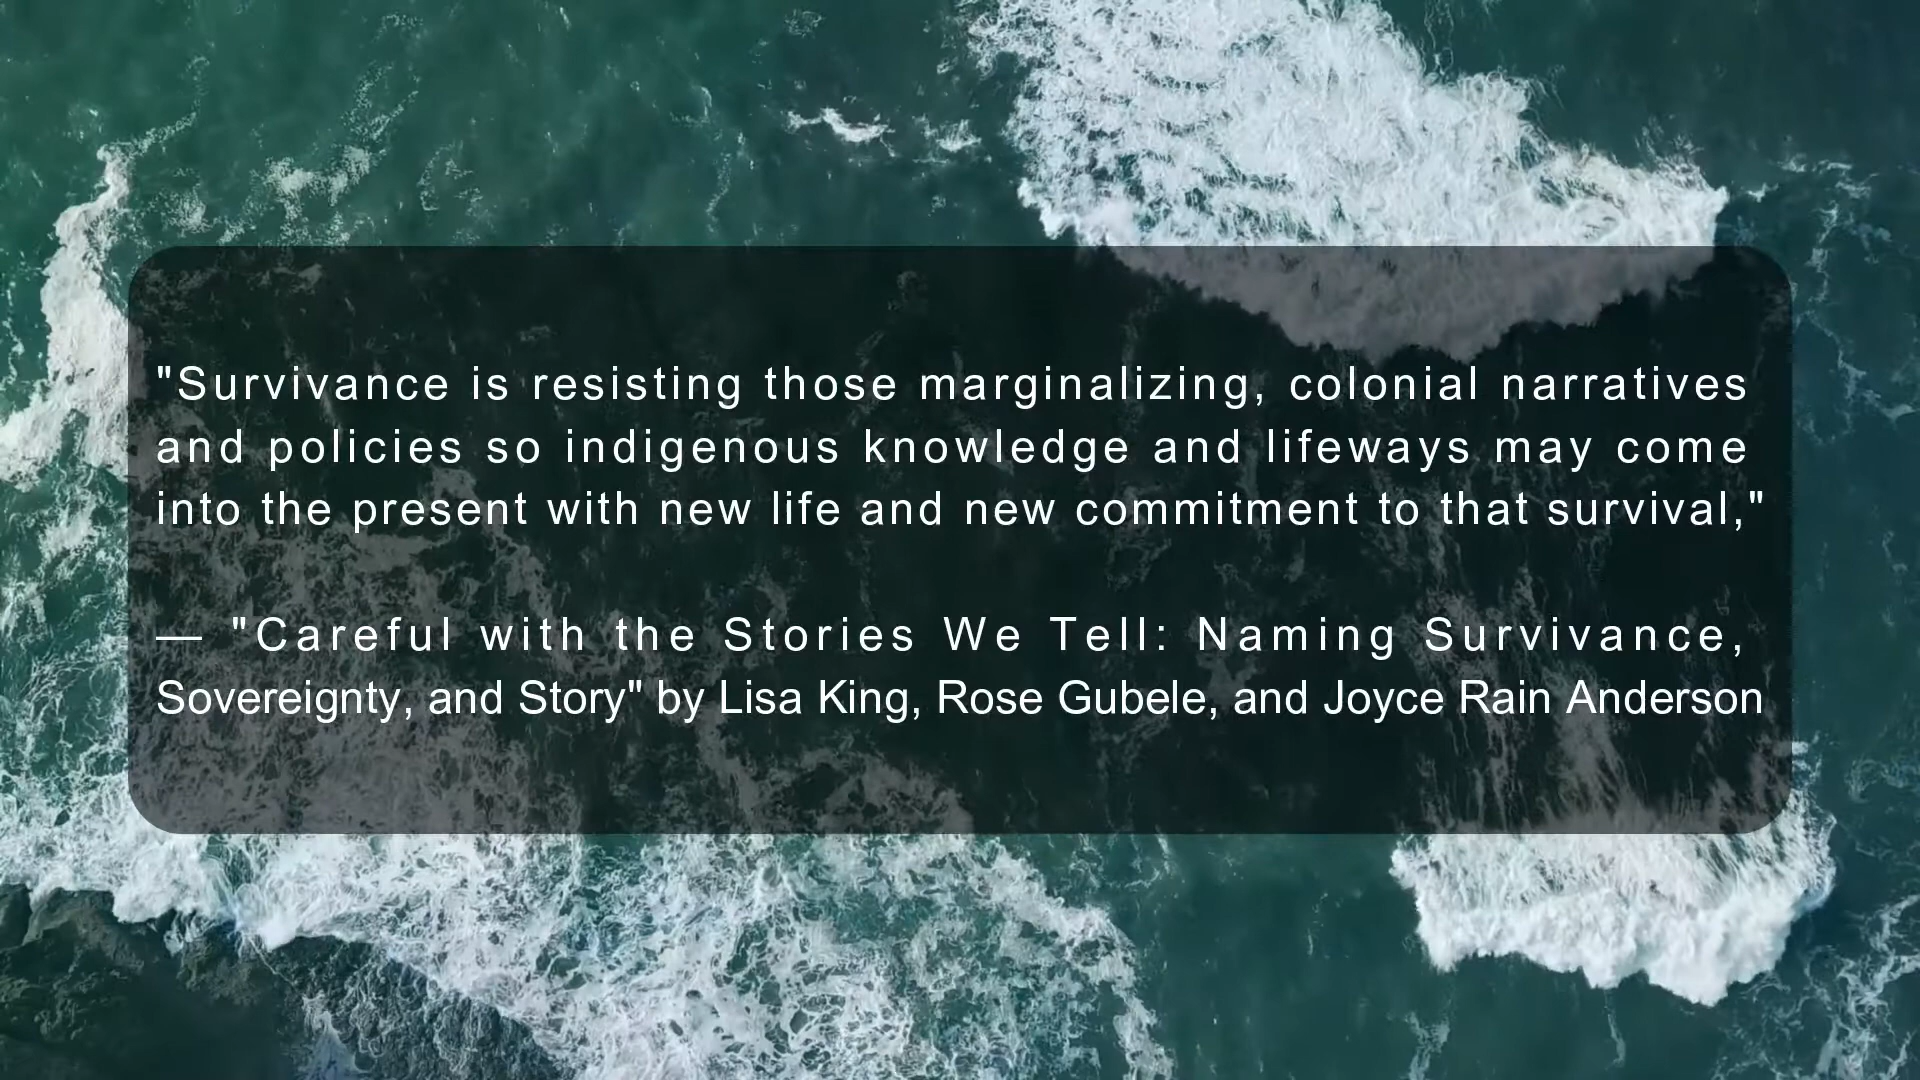 "Survivance is resisting those marginalizing, colonial narratives
and policies so indigenous knowledge and lifeways may come
into the present with new life and new commitment to that survival,"
— "Careful with the Stories We Tell: Naming Survivance,
Sovereignty, and Story" by Lisa King, Rose Gubele, and Joyce Rain Anderson